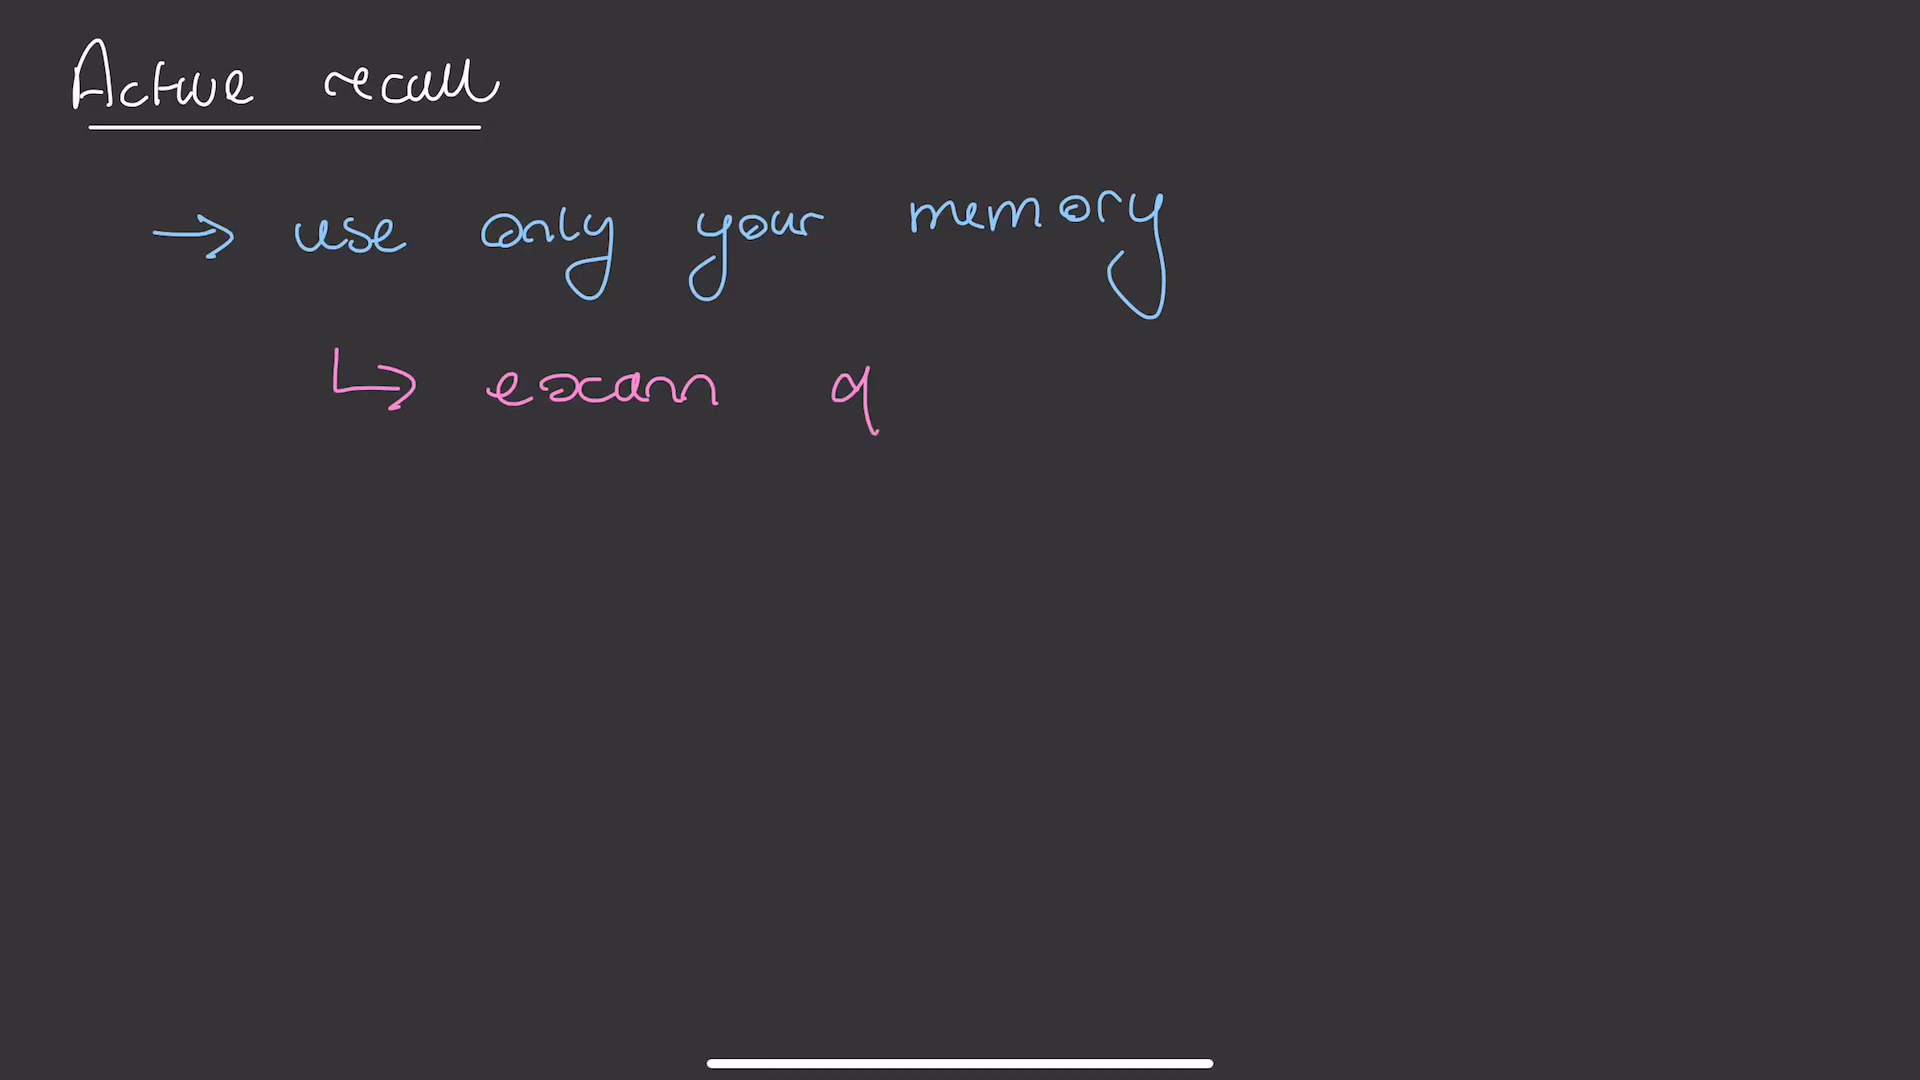 Active recall
→ use only your memory
↳ exam q